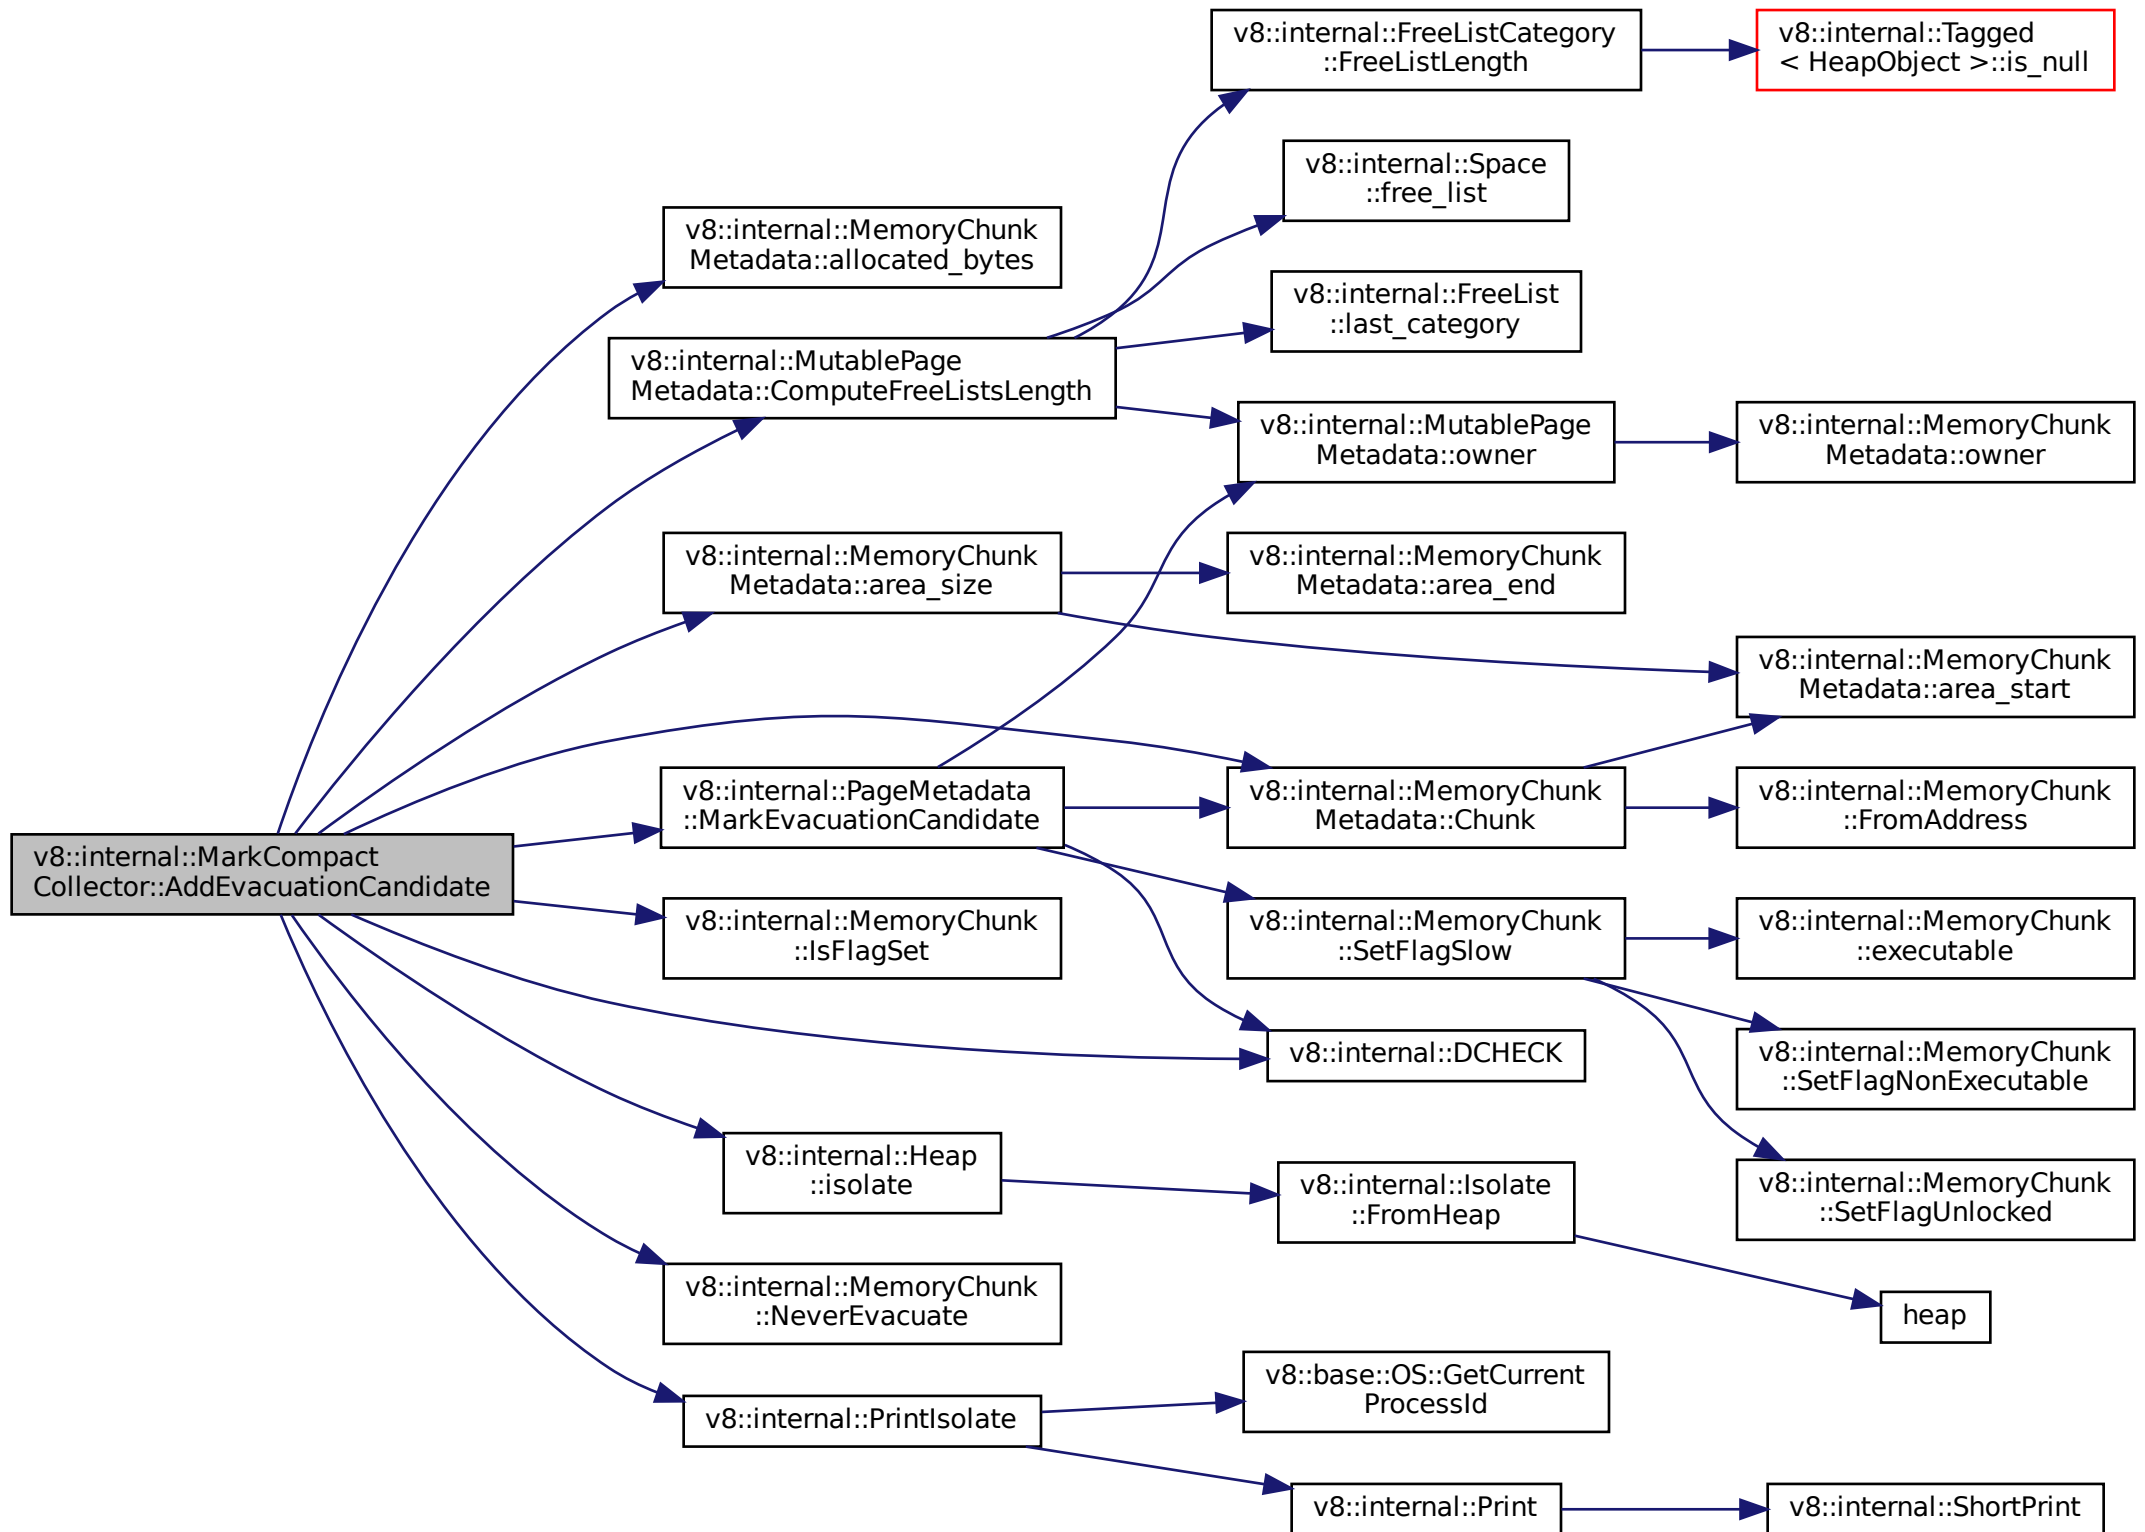 v8::internal::FreeListCategory
::FreeListLength
v8::internal::Tagged
< HeapObject >::is_null
v8::internal::Space
::free_list
v8::internal::MemoryChunk
Metadata::allocated_bytes
v8::internal::FreeList
::last_category
v8::internal::MutablePage
Metadata::ComputeFreeListsLength
v8::internal::MutablePage
Metadata::owner
v8::internal::MemoryChunk
Metadata::owner
v8::internal::MemoryChunk
Metadata::area_size
v8::internal::MemoryChunk
Metadata::area_end
v8::internal::MemoryChunk
Metadata::area_start
v8::internal::PageMetadata
::MarkEvacuationCandidate
v8::internal::MemoryChunk
Metadata::Chunk
v8::internal::MemoryChunk
::FromAddress
v8::internal::MarkCompact
Collector::AddEvacuationCandidate
v8::internal::MemoryChunk
::IsFlagSet
v8::internal::MemoryChunk
::SetFlagSlow
v8::internal::MemoryChunk
::executable
v8::internal::DCHECK
v8::internal::MemoryChunk
::SetFlagNonExecutable
v8::internal::Heap
::isolate
v8::internal::Isolate
::FromHeap
v8::internal::MemoryChunk
::SetFlagUnlocked
v8::internal::MemoryChunk
::NeverEvacuate
heap
v8::base::OS::GetCurrent
ProcessId
v8::internal::PrintIsolate
v8::internal::Print
v8::internal::ShortPrint